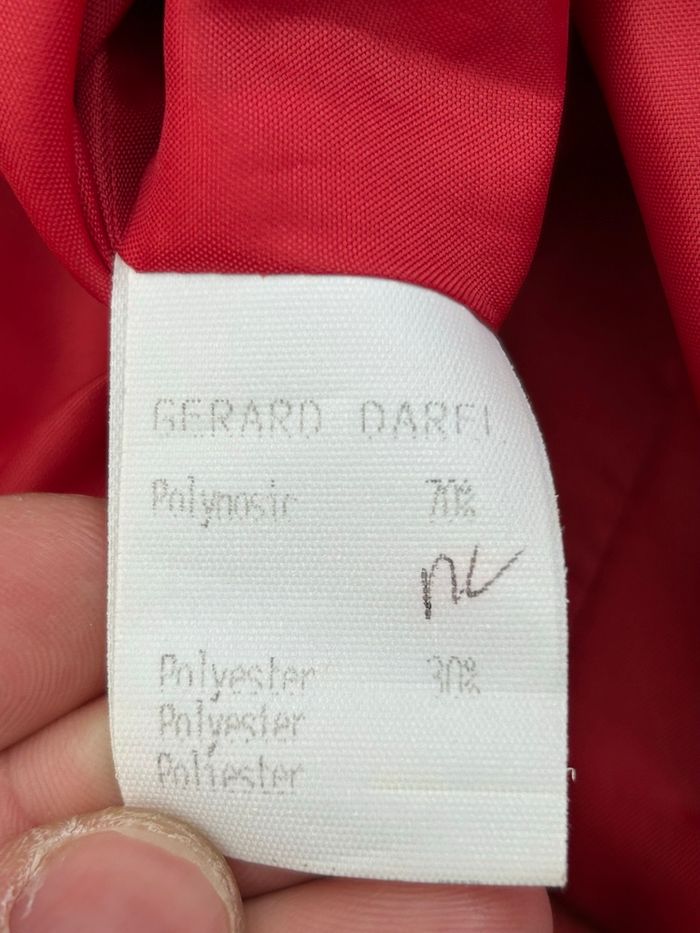 GERARD DAREL
Polynosic 70%
Polyester 30%
Polyester
Poliester